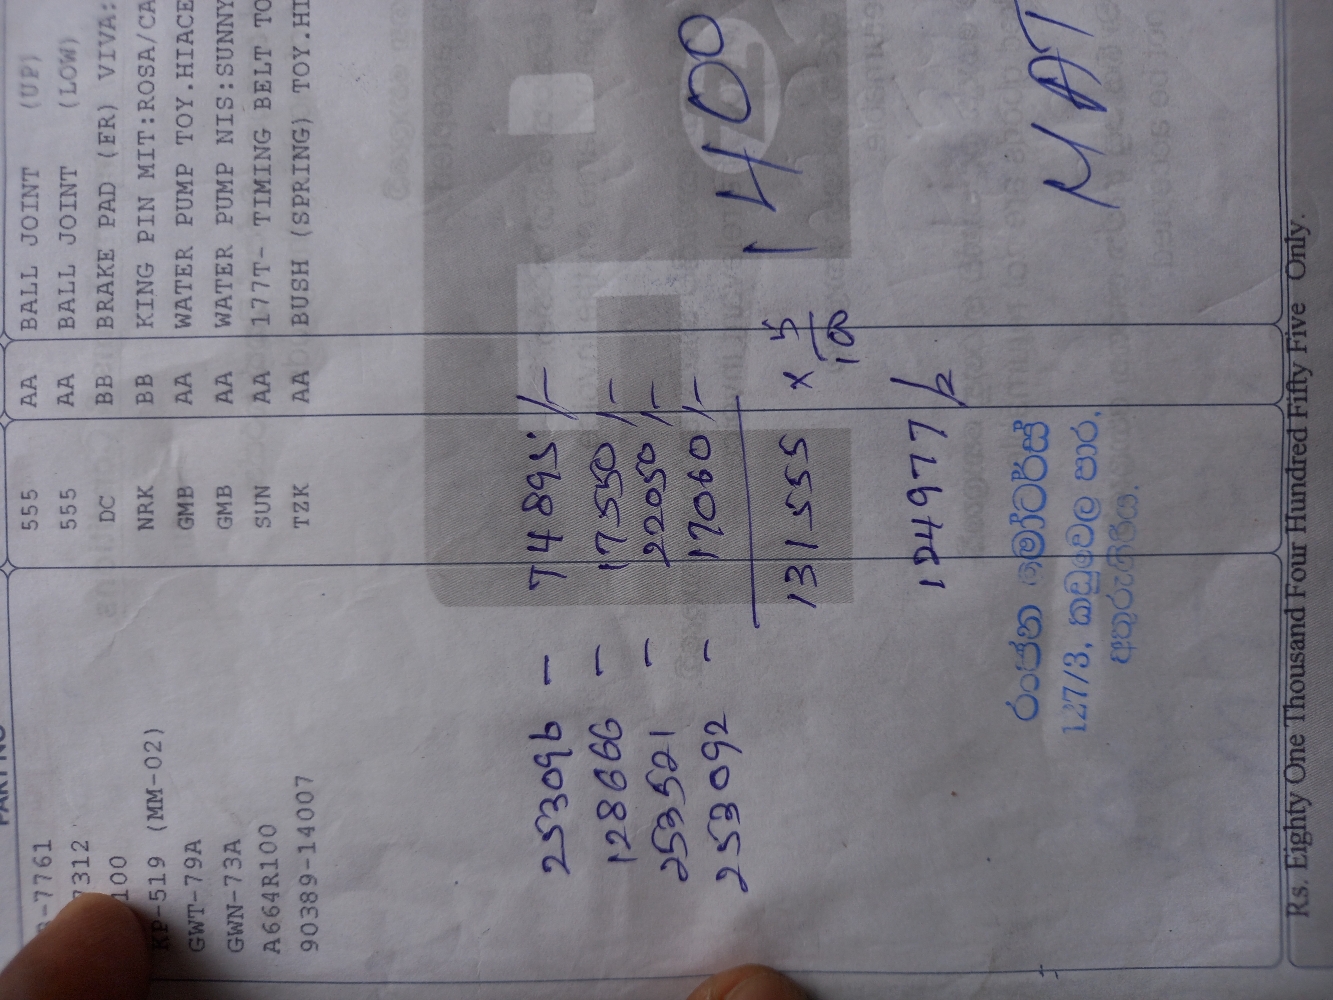 PART NO
-7761 555 AA BALL JOINT (UP)
7312 555 AA BALL JOINT (LOW)
100 DC BB BRAKE PAD (FR) VIVA:
KP-519 (MM-02) NRK BB KING PIN MIT:ROSA/CA
GWT-79A GMB AA WATER PUMP TOY.HIACE
GWN-73A GMB AA WATER PUMP NIS:SUNNY
A664R100 SUN AA 177T- TIMING BELT TO
90389-14007 TZK AA BUSH (SPRING) TOY.HI
253096 – 74895/-
128666 – 17550/-
253521 – 22050/-
253092 – 17060/-
1400
131555 × 5/100
124977/-
රංජන මෝටර්ස්
127/3, කඩුවෙල පාර,
Rs. Eighty One Thousand Four Hundred Fifty Five Only.